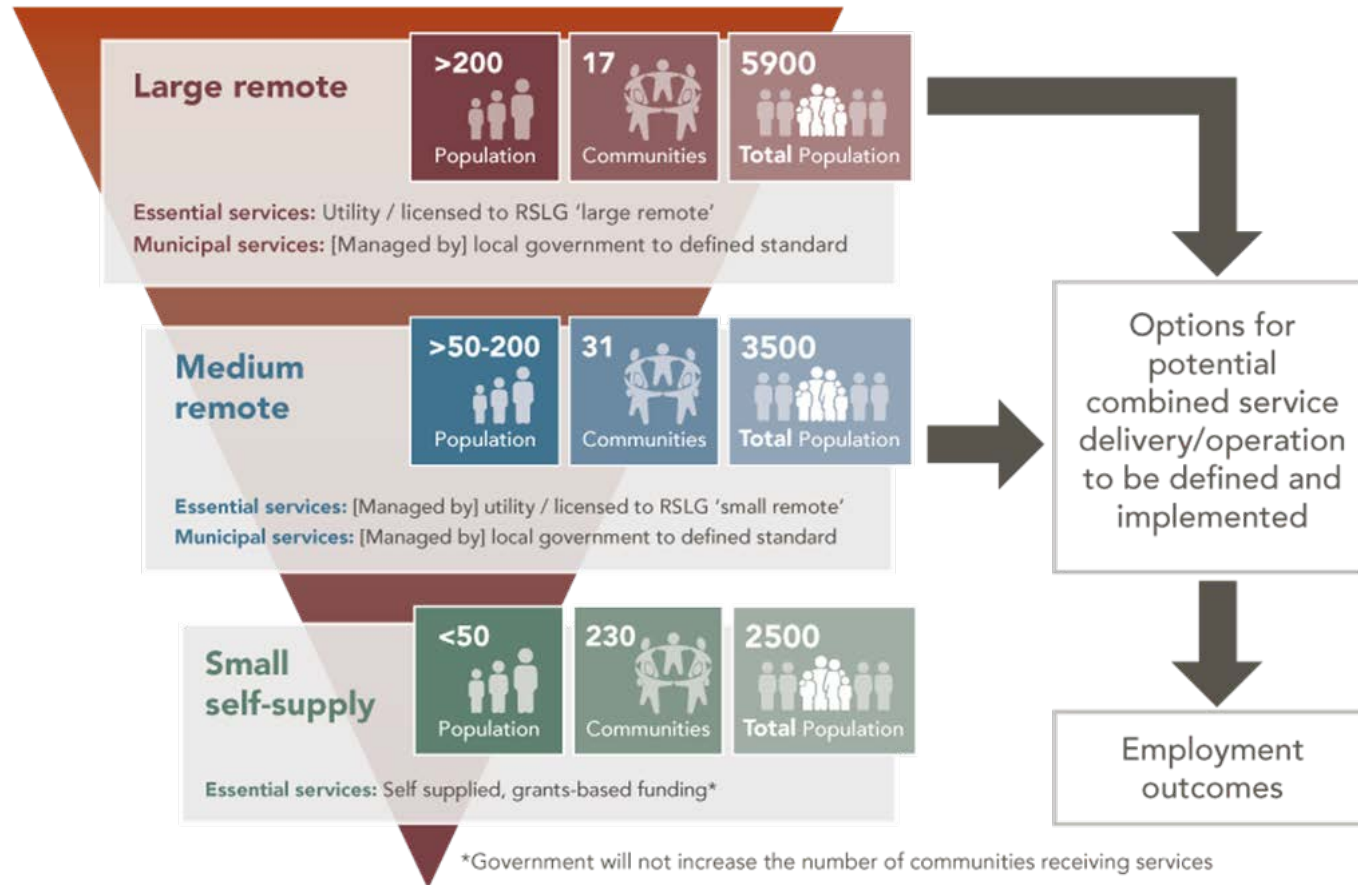 Large remote
>200
Population
17
Communities
5900
Total Population
Essential services: Utility / licensed to RSLG ‘large remote’
Municipal services: [Managed by] local government to defined standard
Medium
remote
>50-200
Population
31
Communities
3500
Total Population
Essential services: [Managed by] utility / licensed to RSLG ‘small remote’
Municipal services: [Managed by] local government to defined standard
Small
self-supply
<50
Population
230
Communities
2500
Total Population
Essential services: Self supplied, grants-based funding*
Options for
potential
combined service
delivery/operation
to be defined and
implemented
Employment
outcomes
*Government will not increase the number of communities receiving services